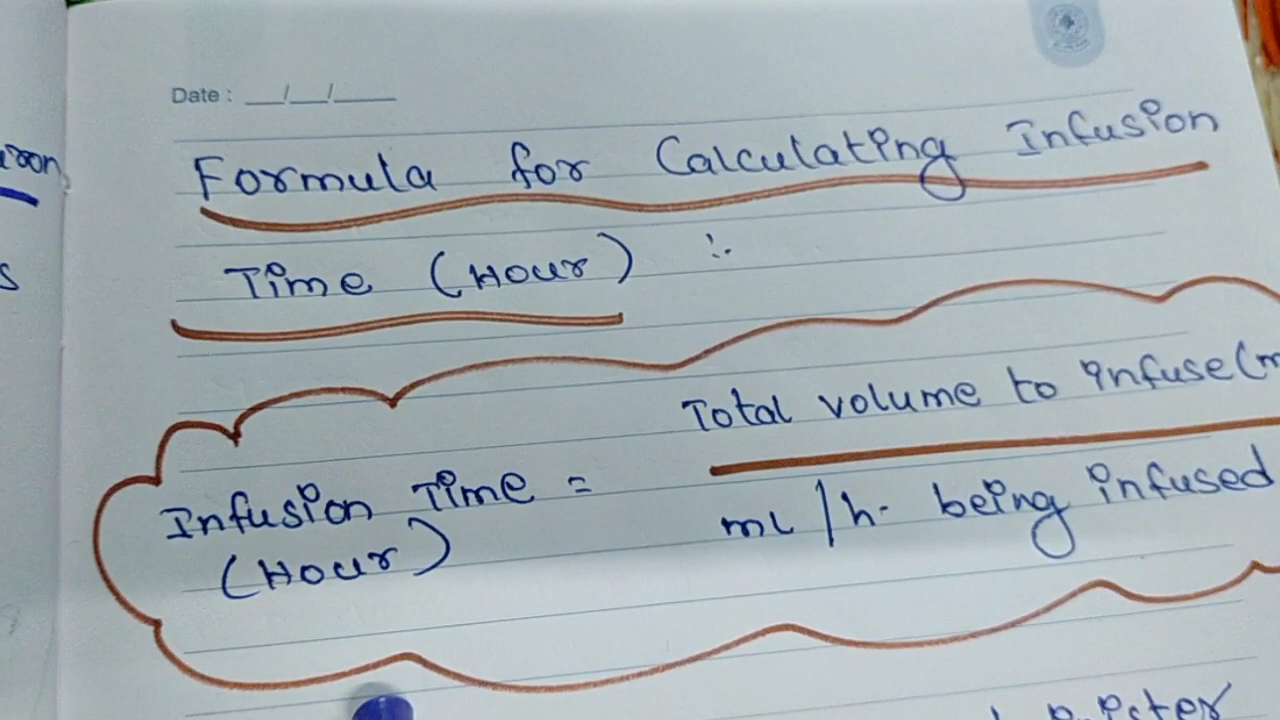 Date : __/__/____
Formula for Calculating Infusion
Time (Hour) :-
Total volume to infuse (m
Infusion Time =
mL/h. being infused
(Hour)